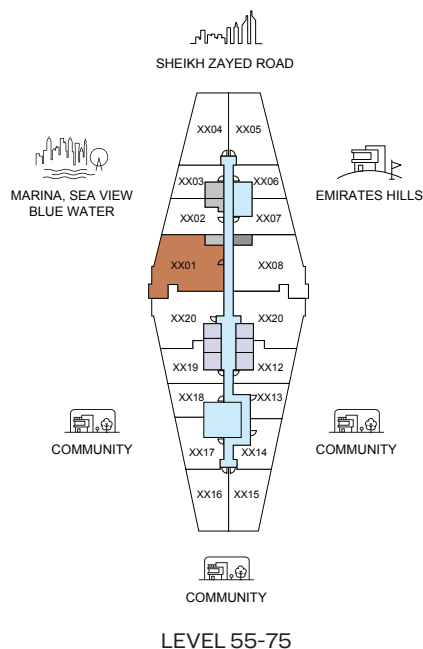 SHEIKH ZAYED ROAD
XX04
XX05
XX03
XX06
MARINA, SEA VIEW
BLUE WATER
EMIRATES HILLS
XX02
XX07
XX01
XX08
XX20
XX20
XX19
XX12
XX18
XX13
COMMUNITY
COMMUNITY
XX17
XX14
XX16
XX15
COMMUNITY
LEVEL 55-75